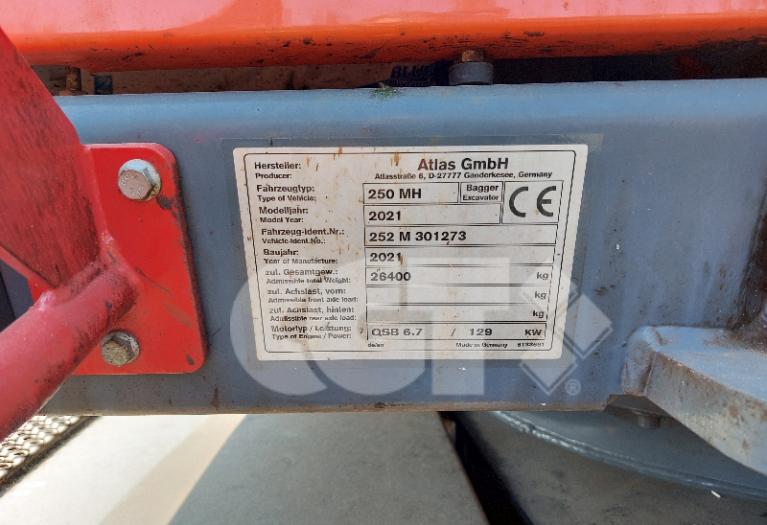 BLUE
Hersteller: Atlas GmbH
Producer: Atlasstraße 6, D-27777 Ganderkesee, Germany
Fahrzeugtyp: 250 MH Bagger
Type of Vehicle: Excavator CE
Modelljahr: 2021
Model Year:
Fahrzeug-Ident.Nr.: 252 M 301273
Vehicle-Ident.No.:
Baujahr: 2021
Year of Manufacture:
zul. Gesamtgew.: 26400 kg
Admissible total Weight:
zul. Achslast, vorn: kg
Admissible front axle load:
zul. Achslast, hinten: kg
Admissible rear axle load:
Motortyp / Leistung: QSB 6.7 / 129 KW
Type of Engine / Power:
de/en Made in Germany